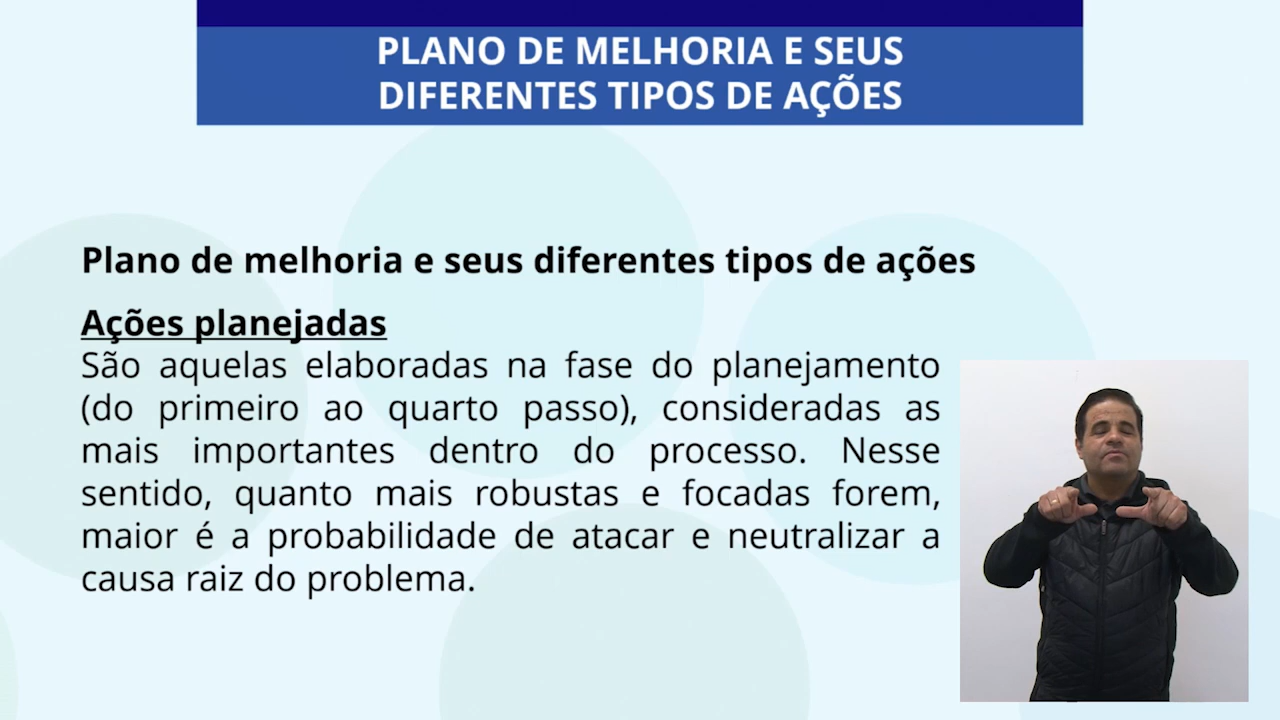 PLANO DE MELHORIA E SEUS
DIFERENTES TIPOS DE AÇÕES
Plano de melhoria e seus diferentes tipos de ações
Ações planejadas
São aquelas elaboradas na fase do planejamento
(do primeiro ao quarto passo), consideradas as
mais importantes dentro do processo. Nesse
sentido, quanto mais robustas e focadas forem,
maior é a probabilidade de atacar e neutralizar a
causa raiz do problema.